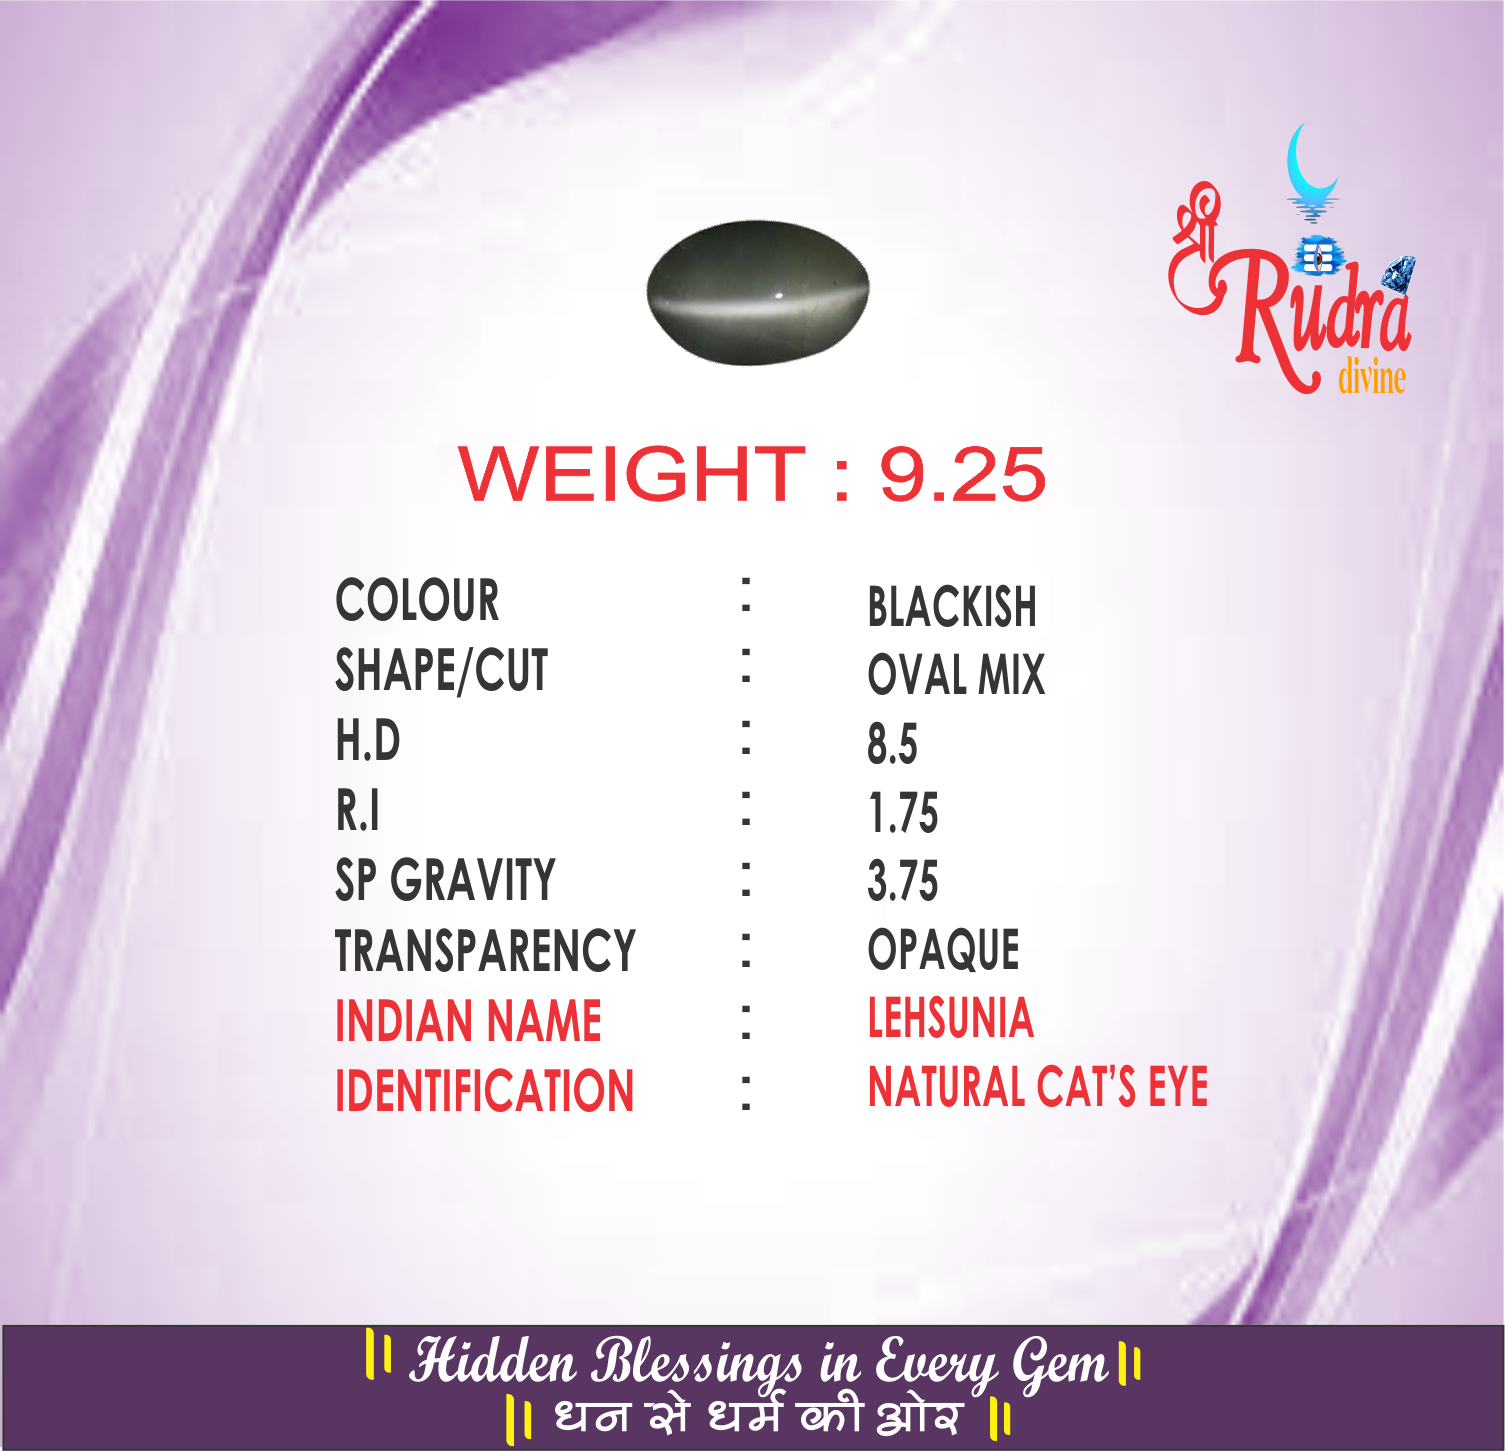 श्री
Rudra
divine
WEIGHT : 9.25
COLOUR : BLACKISH
SHAPE/CUT : OVAL MIX
H.D : 8.5
R.I : 1.75
SP GRAVITY : 3.75
TRANSPARENCY : OPAQUE
INDIAN NAME : LEHSUNIA
IDENTIFICATION : NATURAL CAT’S EYE
|| Hidden Blessings in Every Gem ||
|| धन से धर्म की ओर ||